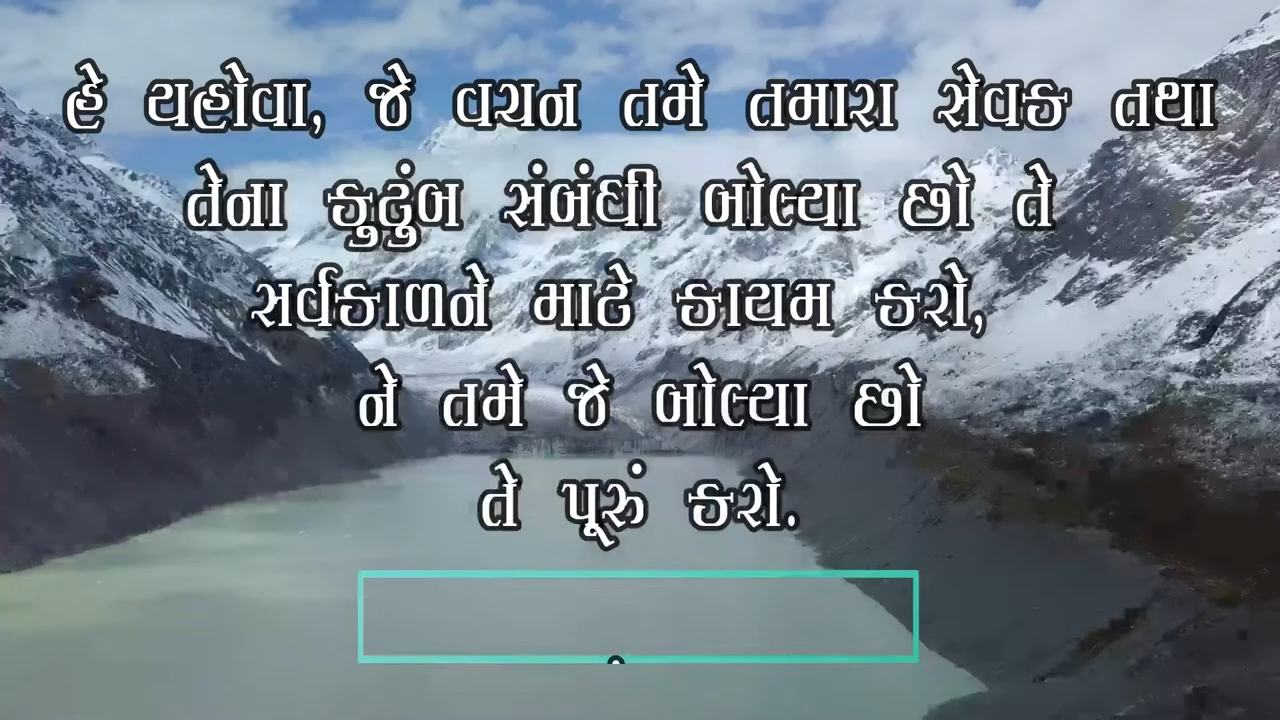 હે યહોવા, જે વચન તમે તમારા સેવક તથા
તેના કુટુંબ સંબંધી બોલ્યા છો તે
સર્વકાળને માટે કાયમ કરો,
ને તમે જે બોલ્યા છો
તે પૂરું કરો.